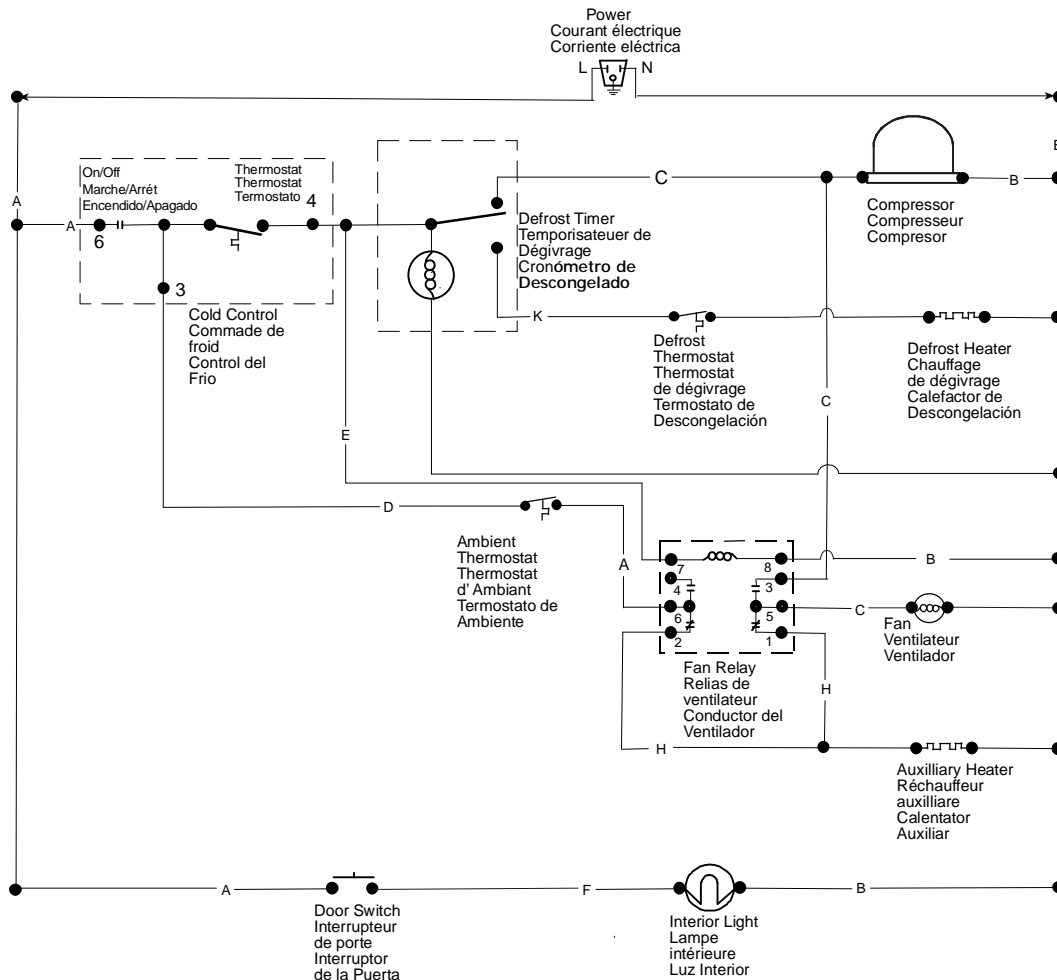 Power
Courant électrique
Corriente eléctrica
L N
On/Off
Marche/Arrét
Encendido/Apagado
Thermostat
Thermostat
Termostato
4
A
A
6
3
Cold Control
Commade de
froid
Control del
Frio
Defrost Timer
Temporisateuer de
Dégivrage
Cronómetro de
Descongelado
C
B
Compressor
Compresseur
Compresor
K
Defrost
Thermostat
Thermostat
de dégivrage
Termostato de
Descongelación
Defrost Heater
Chauffage
de dégivrage
Calefactor de
Descongelación
C
E
D
Ambient
Thermostat
Thermostat
d' Ambiant
Termostato de
Ambiente
A
7
8
4
3
6
5
2
1
B
C
Fan
Ventilateur
Ventilador
Fan Relay
Relias de
ventilateur
Conductor del
Ventilador
H
H
Auxilliary Heater
Réchauffeur
auxilliare
Calentator
Auxiliar
A
F
B
Door Switch
Interrupteur
de porte
Interruptor
de la Puerta
Interior Light
Lampe
intérieure
Luz Interior